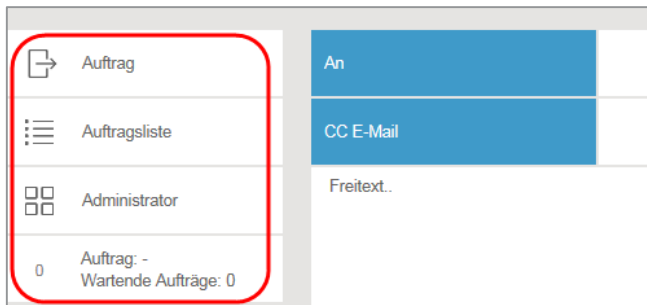 Auftrag
Auftragsliste
Administrator
0
Auftrag: -
Wartende Aufträge: 0
An
CC E-Mail
Freitext..